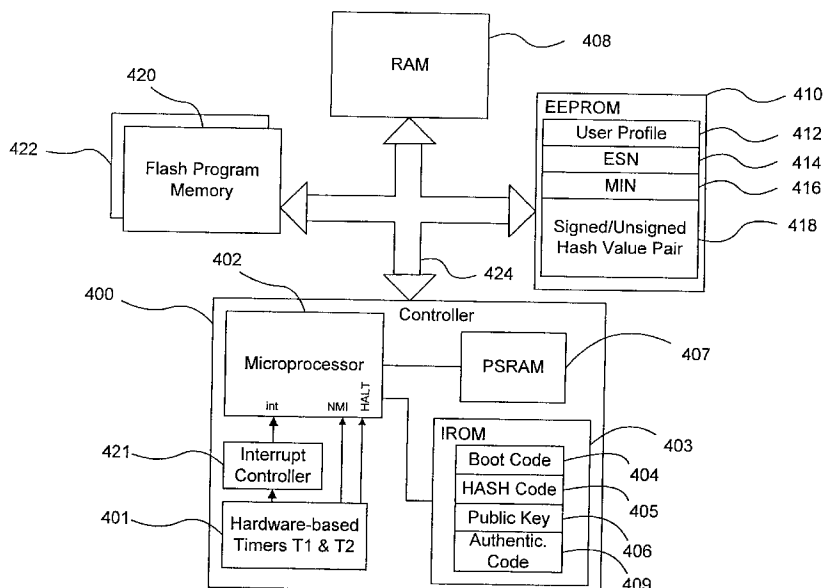 RAM
408
420
422
Flash Program
Memory
410
EEPROM
User Profile
412
ESN
414
MIN
416
Signed/Unsigned
Hash Value Pair
418
424
402
400
Controller
Microprocessor
int
NMI
HALT
PSRAM
407
421
Interrupt
Controller
401
Hardware-based
Timers T1 & T2
IROM
403
Boot Code
404
HASH Code
405
Public Key
406
Authentic.
Code
409